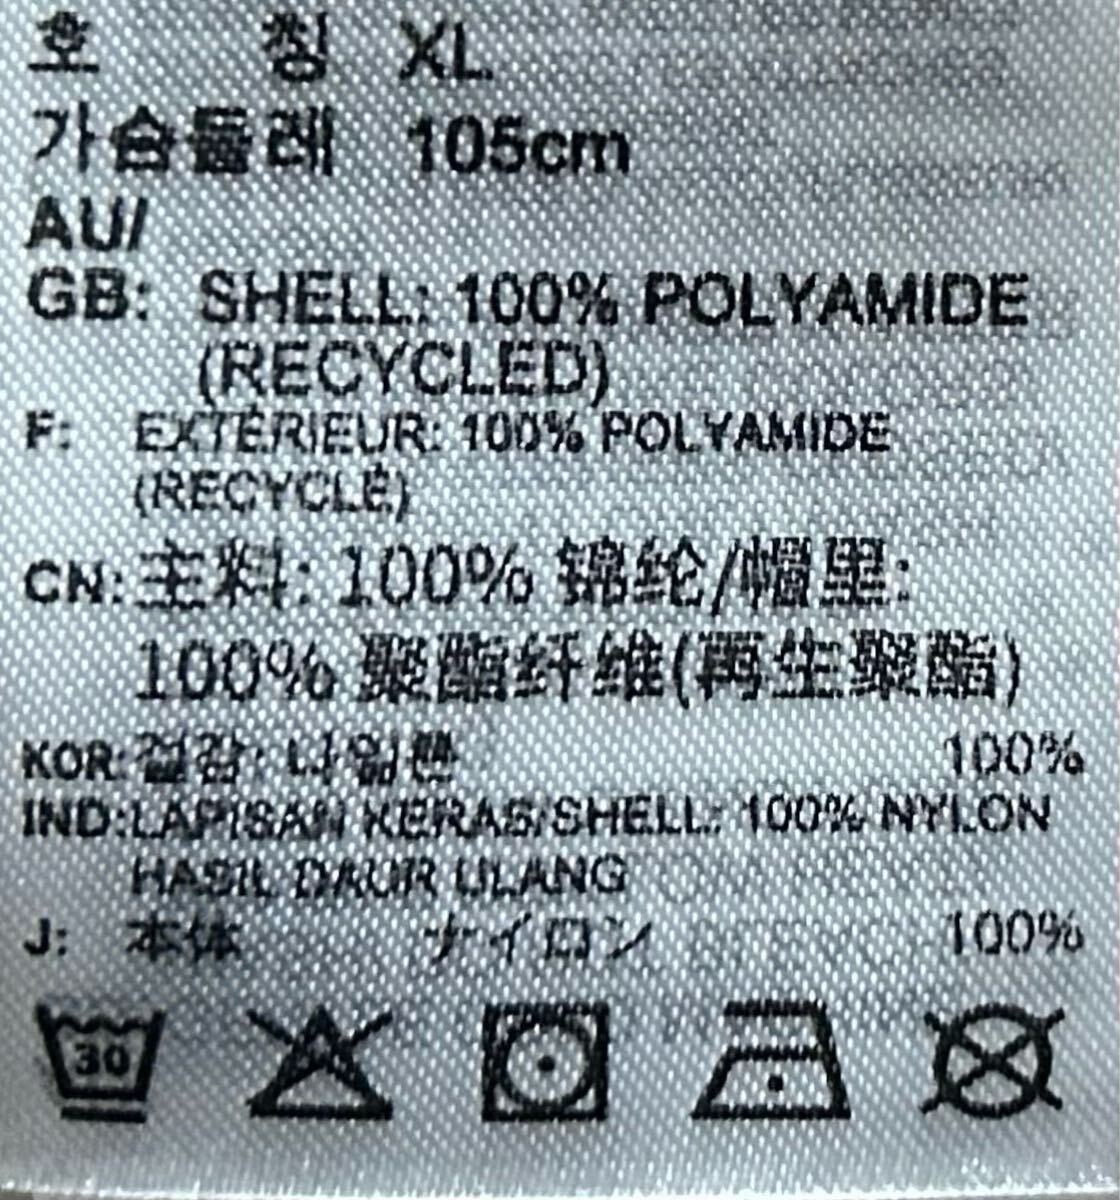 호 칭 XL
가슴둘레 105cm
AU/
GB: SHELL: 100% POLYAMIDE
(RECYCLED)
F: EXTÉRIEUR: 100% POLYAMIDE
(RECYCLÉ)
CN: 主料: 100% 锦纶/帽里:
100% 聚酯纤维(再生聚酯)
KOR: 겉감: 나일론 100%
IND: LAPISAN KERAS/SHELL: 100% NYLON
HASIL DAUR ULANG
J: 本体 ナイロン 100%
30